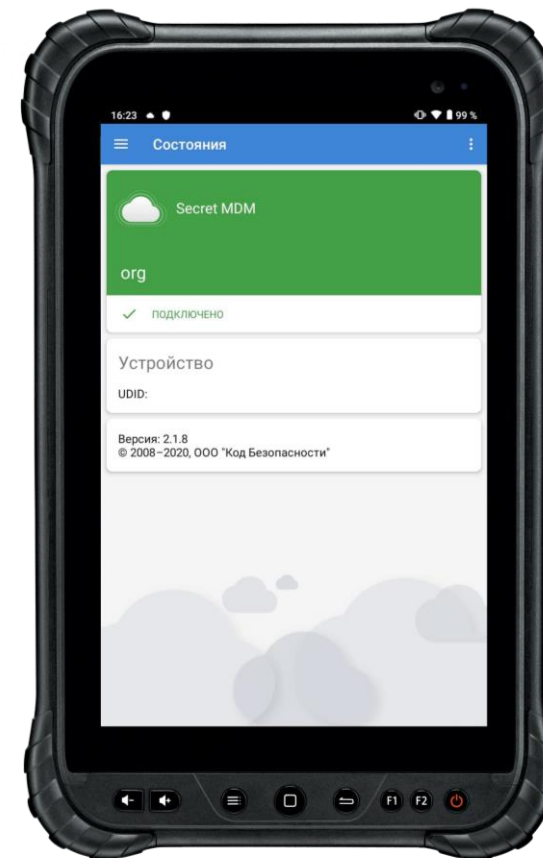 16:23 99 %
Состояния
Secret MDM
org
ПОДКЛЮЧЕНО
Устройство
UDID:
Версия: 2.1.8
© 2008–2020, ООО "Код Безопасности"
F1 F2